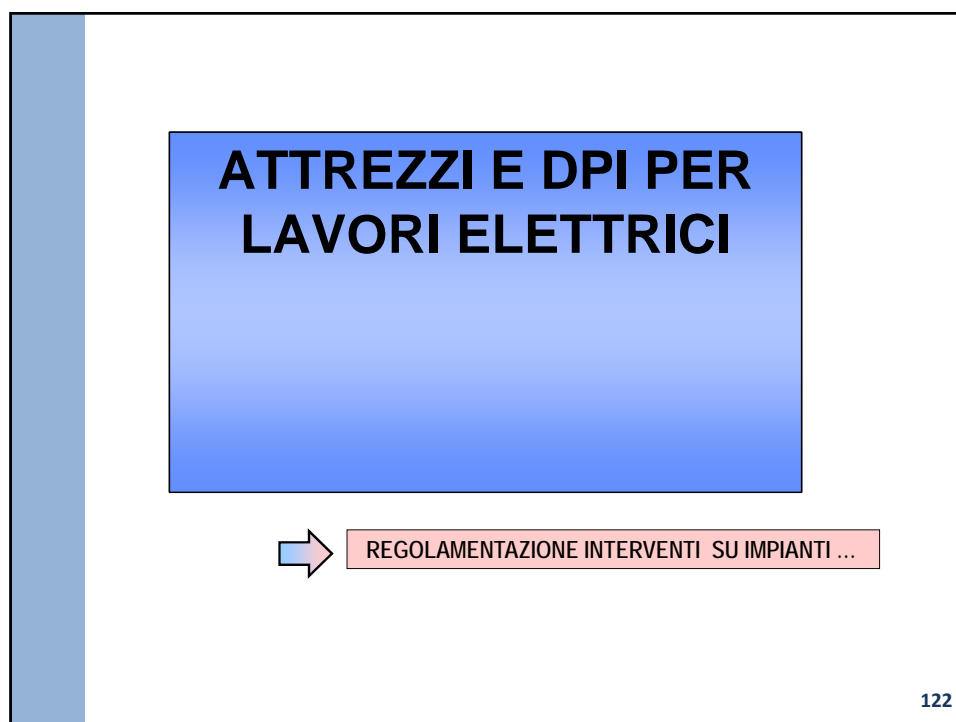 ATTREZZI E DPI PER
LAVORI ELETTRICI
REGOLAMENTAZIONE INTERVENTI SU IMPIANTI ...
122